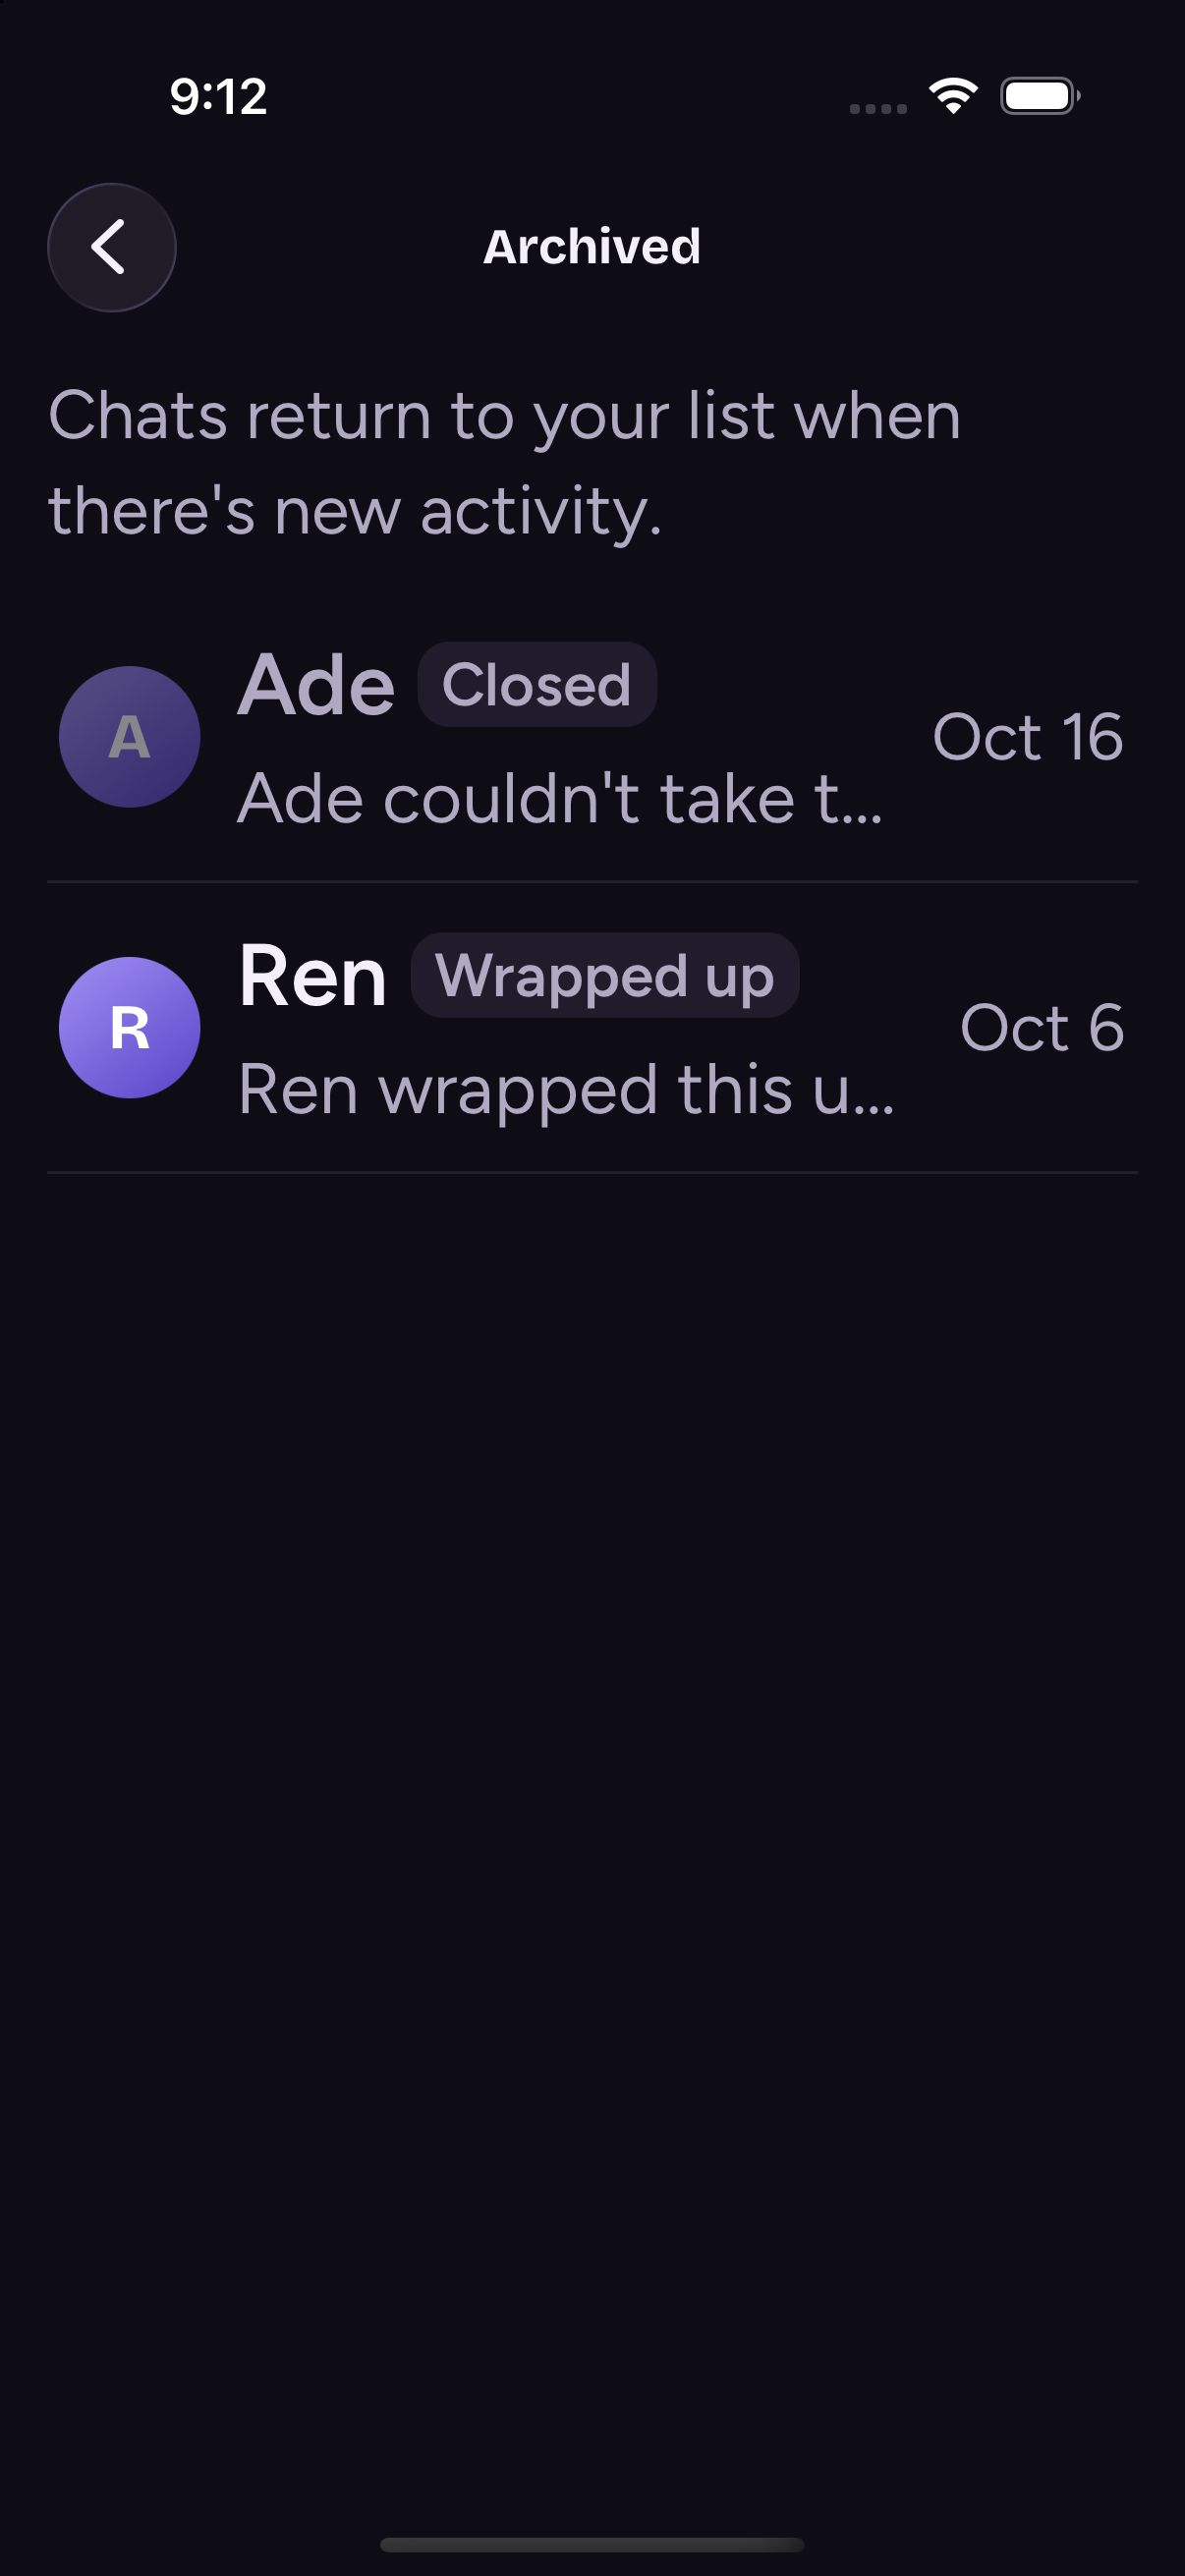 9:12
Archived
Chats return to your list when
there's new activity.
A
Ade Closed
Ade couldn't take t...
Oct 16
R
Ren Wrapped up
Ren wrapped this u...
Oct 6